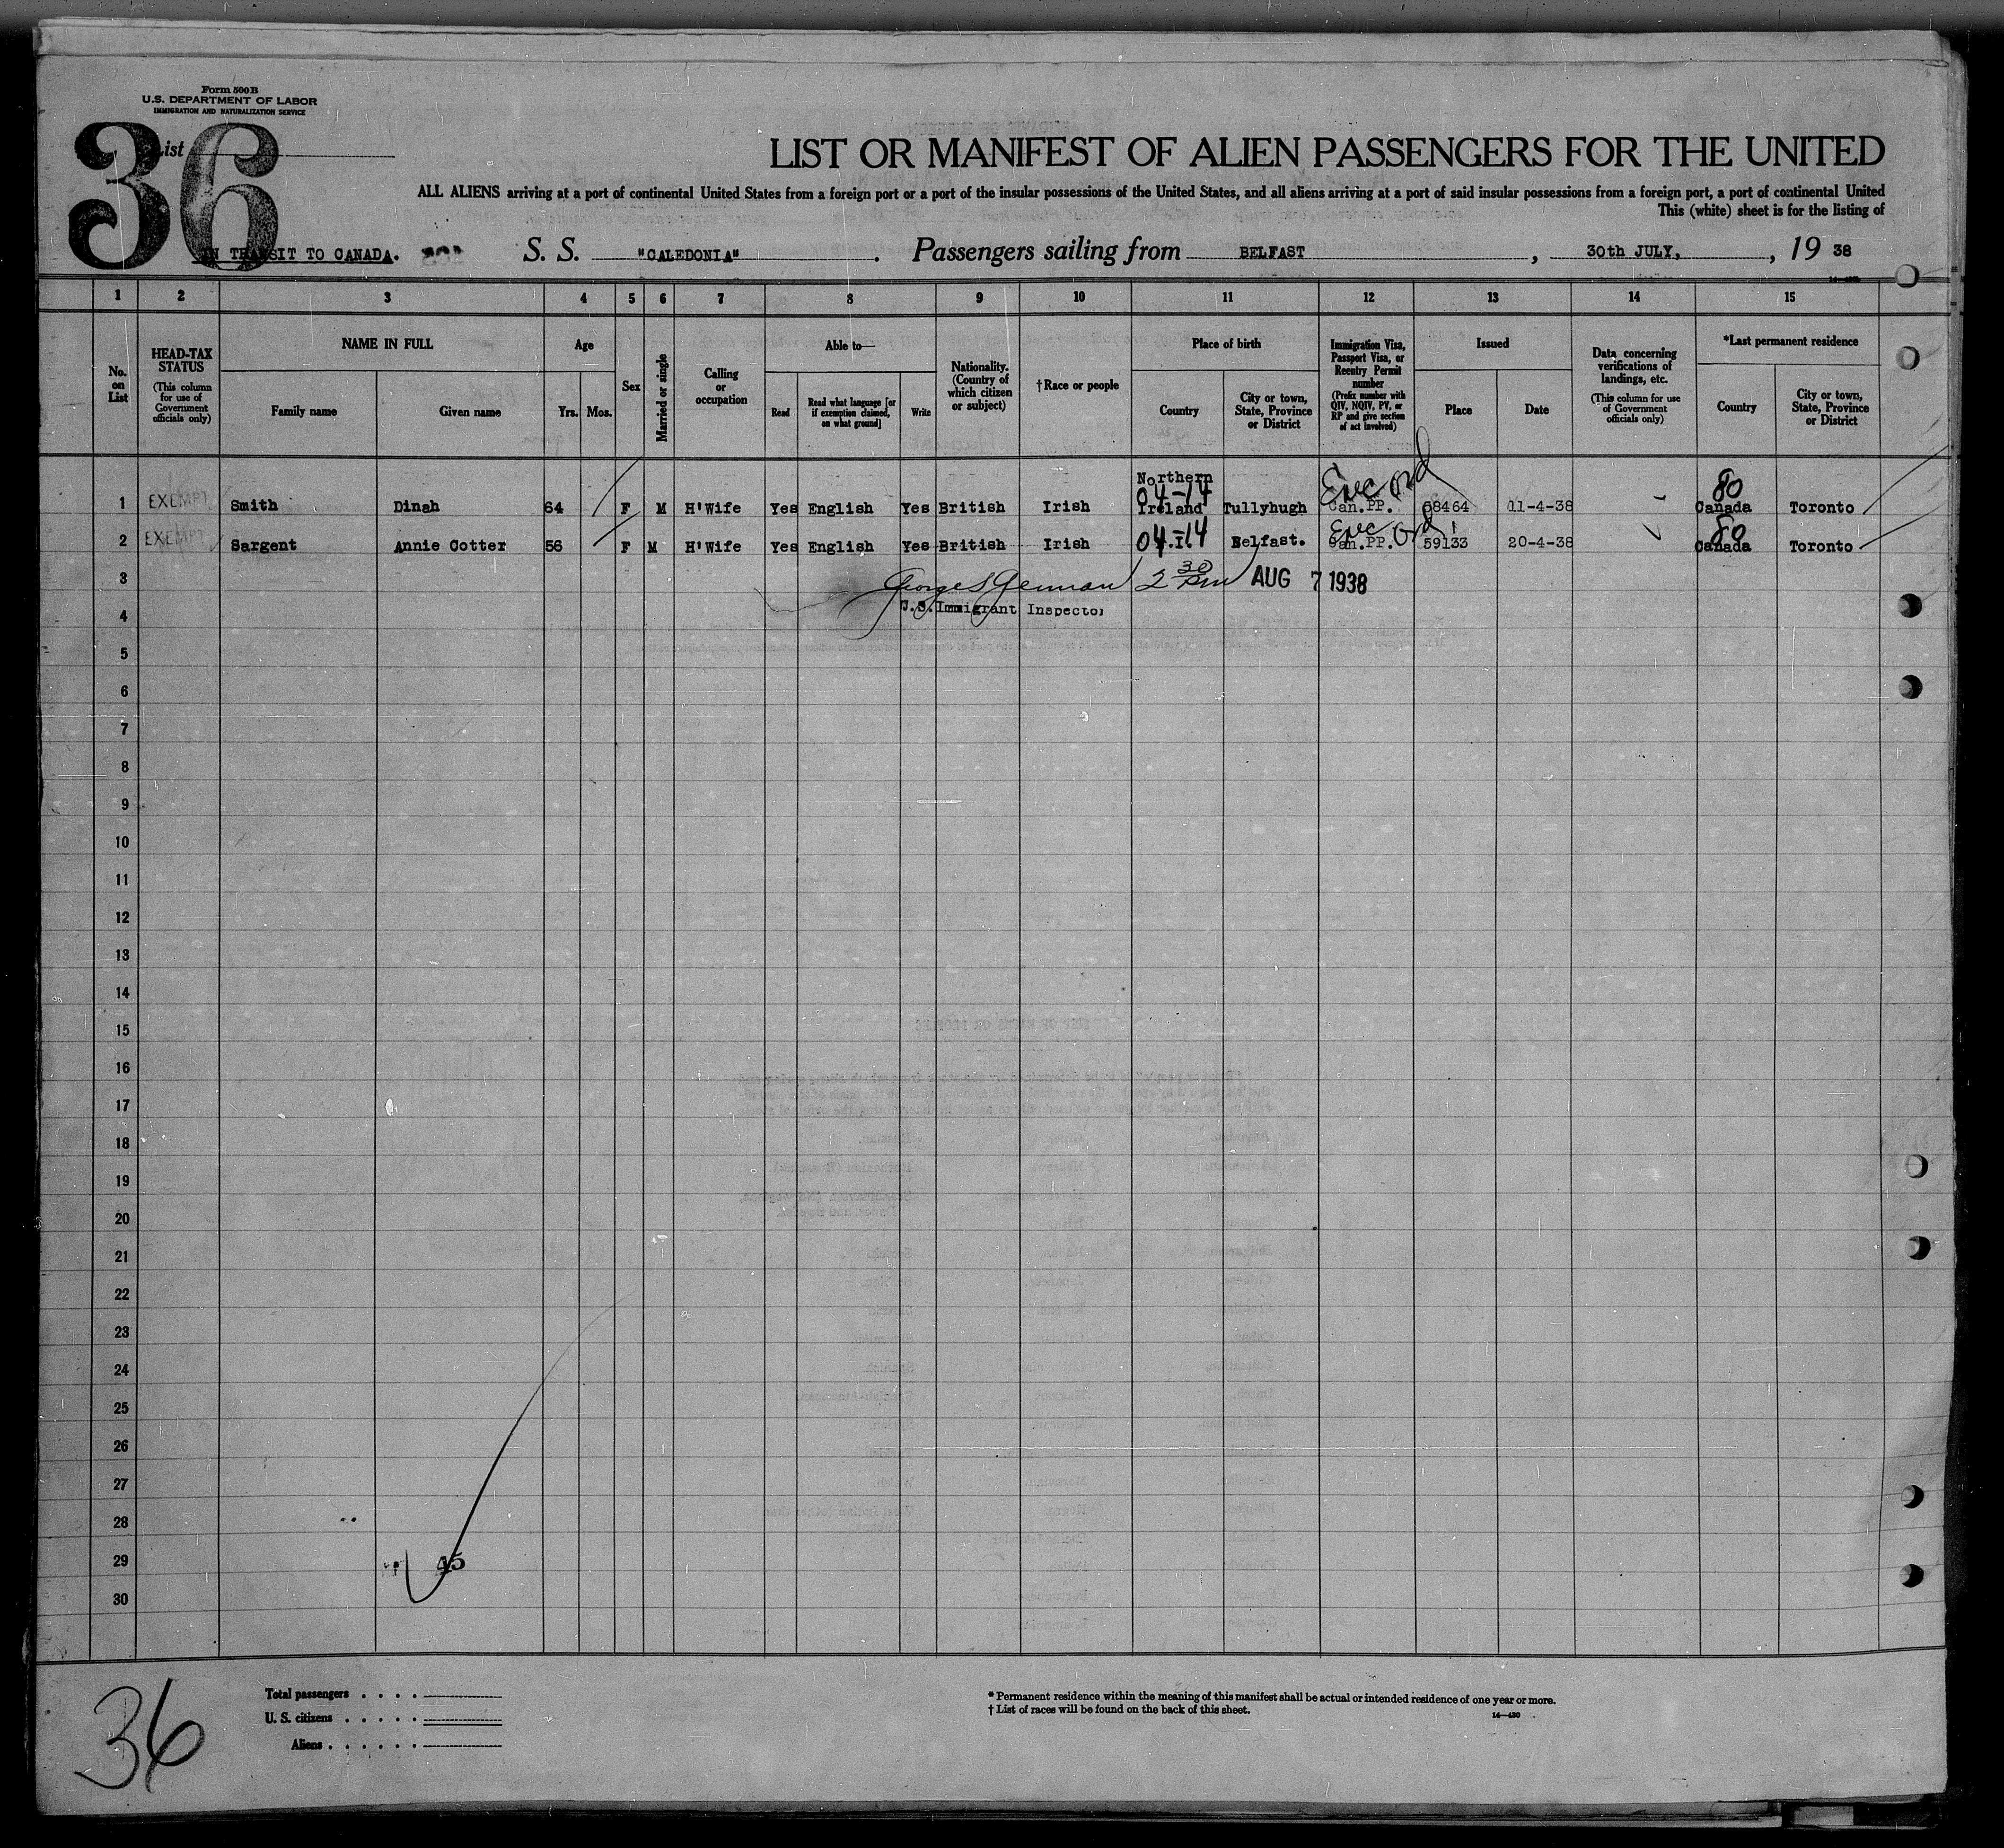 Form 500B
U.S. DEPARTMENT OF LABOR
IMMIGRATION AND NATURALIZATION SERVICE
36
List
LIST OR MANIFEST OF ALIEN PASSENGERS FOR THE UNITED
ALL ALIENS arriving at a port of continental United States from a foreign port or a port of the insular possessions of the United States, and all aliens arriving at a port of said insular possessions from a foreign port, a port of continental United
This (white) sheet is for the listing of
IN TRANSIT TO CANADA. S. S. "CALEDONIA". Passengers sailing from BELFAST, 30th JULY, , 19 38
1 2 3 4 5 6 7 8 9 10 11 12 13 14 15
No. on List
HEAD-TAX STATUS (This column for use of Government officials only)
NAME IN FULL
Family name Given name
Age
Yrs. Mos.
Sex
Married or single
Calling or occupation
Able to—
Read
Read what language [or if exemption claimed, on what ground]
Write
Nationality. (Country of which citizen or subject)
†Race or people
Place of birth
Country
City or town, State, Province or District
Immigration Visa, Passport Visa, or Reentry Permit number (Prefix number with QIV, NQIV, PV, or RP and give section of act involved)
Issued
Place Date
Data concerning verifications of landings, etc. (This column for use of Government officials only)
*Last permanent residence
Country
City or town, State, Province or District
Northern Exec ord 80
04-14
1 EXEMPT Smith Dinah 64 F M H'Wife Yes English Yes British Irish Ireland Tullyhugh Can.PP. 68464 11-4-38 Canada Toronto
04.14 Exec Ord 80
2 EXEMPT Sargent Annie Cotter 56 F M H'Wife Yes English Yes British Irish Belfast. Can.PP. 59133 20-4-38 Canada Toronto
3 2 30 pm AUG 7 1938
4 U.S. Immigrant Inspector
5
6
7
8
9
10
11
12
13
14
15
16
17
18
19
20
21
22
23
24
25
26
27
28
29 45
30
36
Total passengers . . . .
U. S. citizens . . . . .
Aliens . . . . . .
* Permanent residence within the meaning of this manifest shall be actual or intended residence of one year or more.
† List of races will be found on the back of this sheet.
14—430